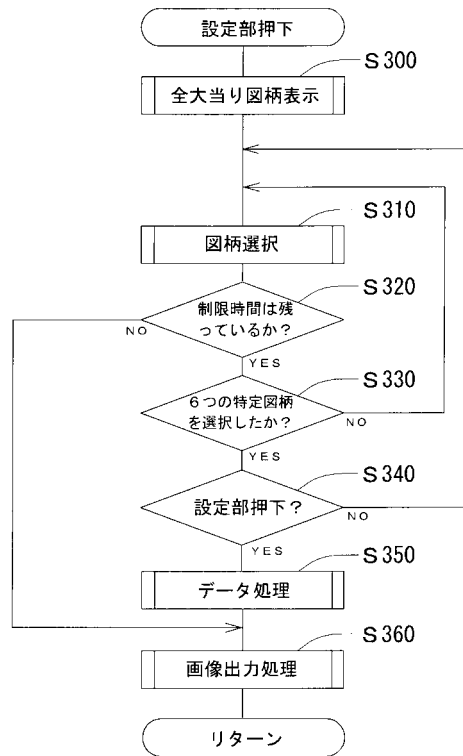 設定部押下
S300
全大当り図柄表示
S310
図柄選択
S320
制限時間は残
っているか？
NO
YES
S330
６つの特定図柄
を選択したか？
NO
YES
S340
設定部押下？
NO
YES
S350
データ処理
S360
画像出力処理
リターン